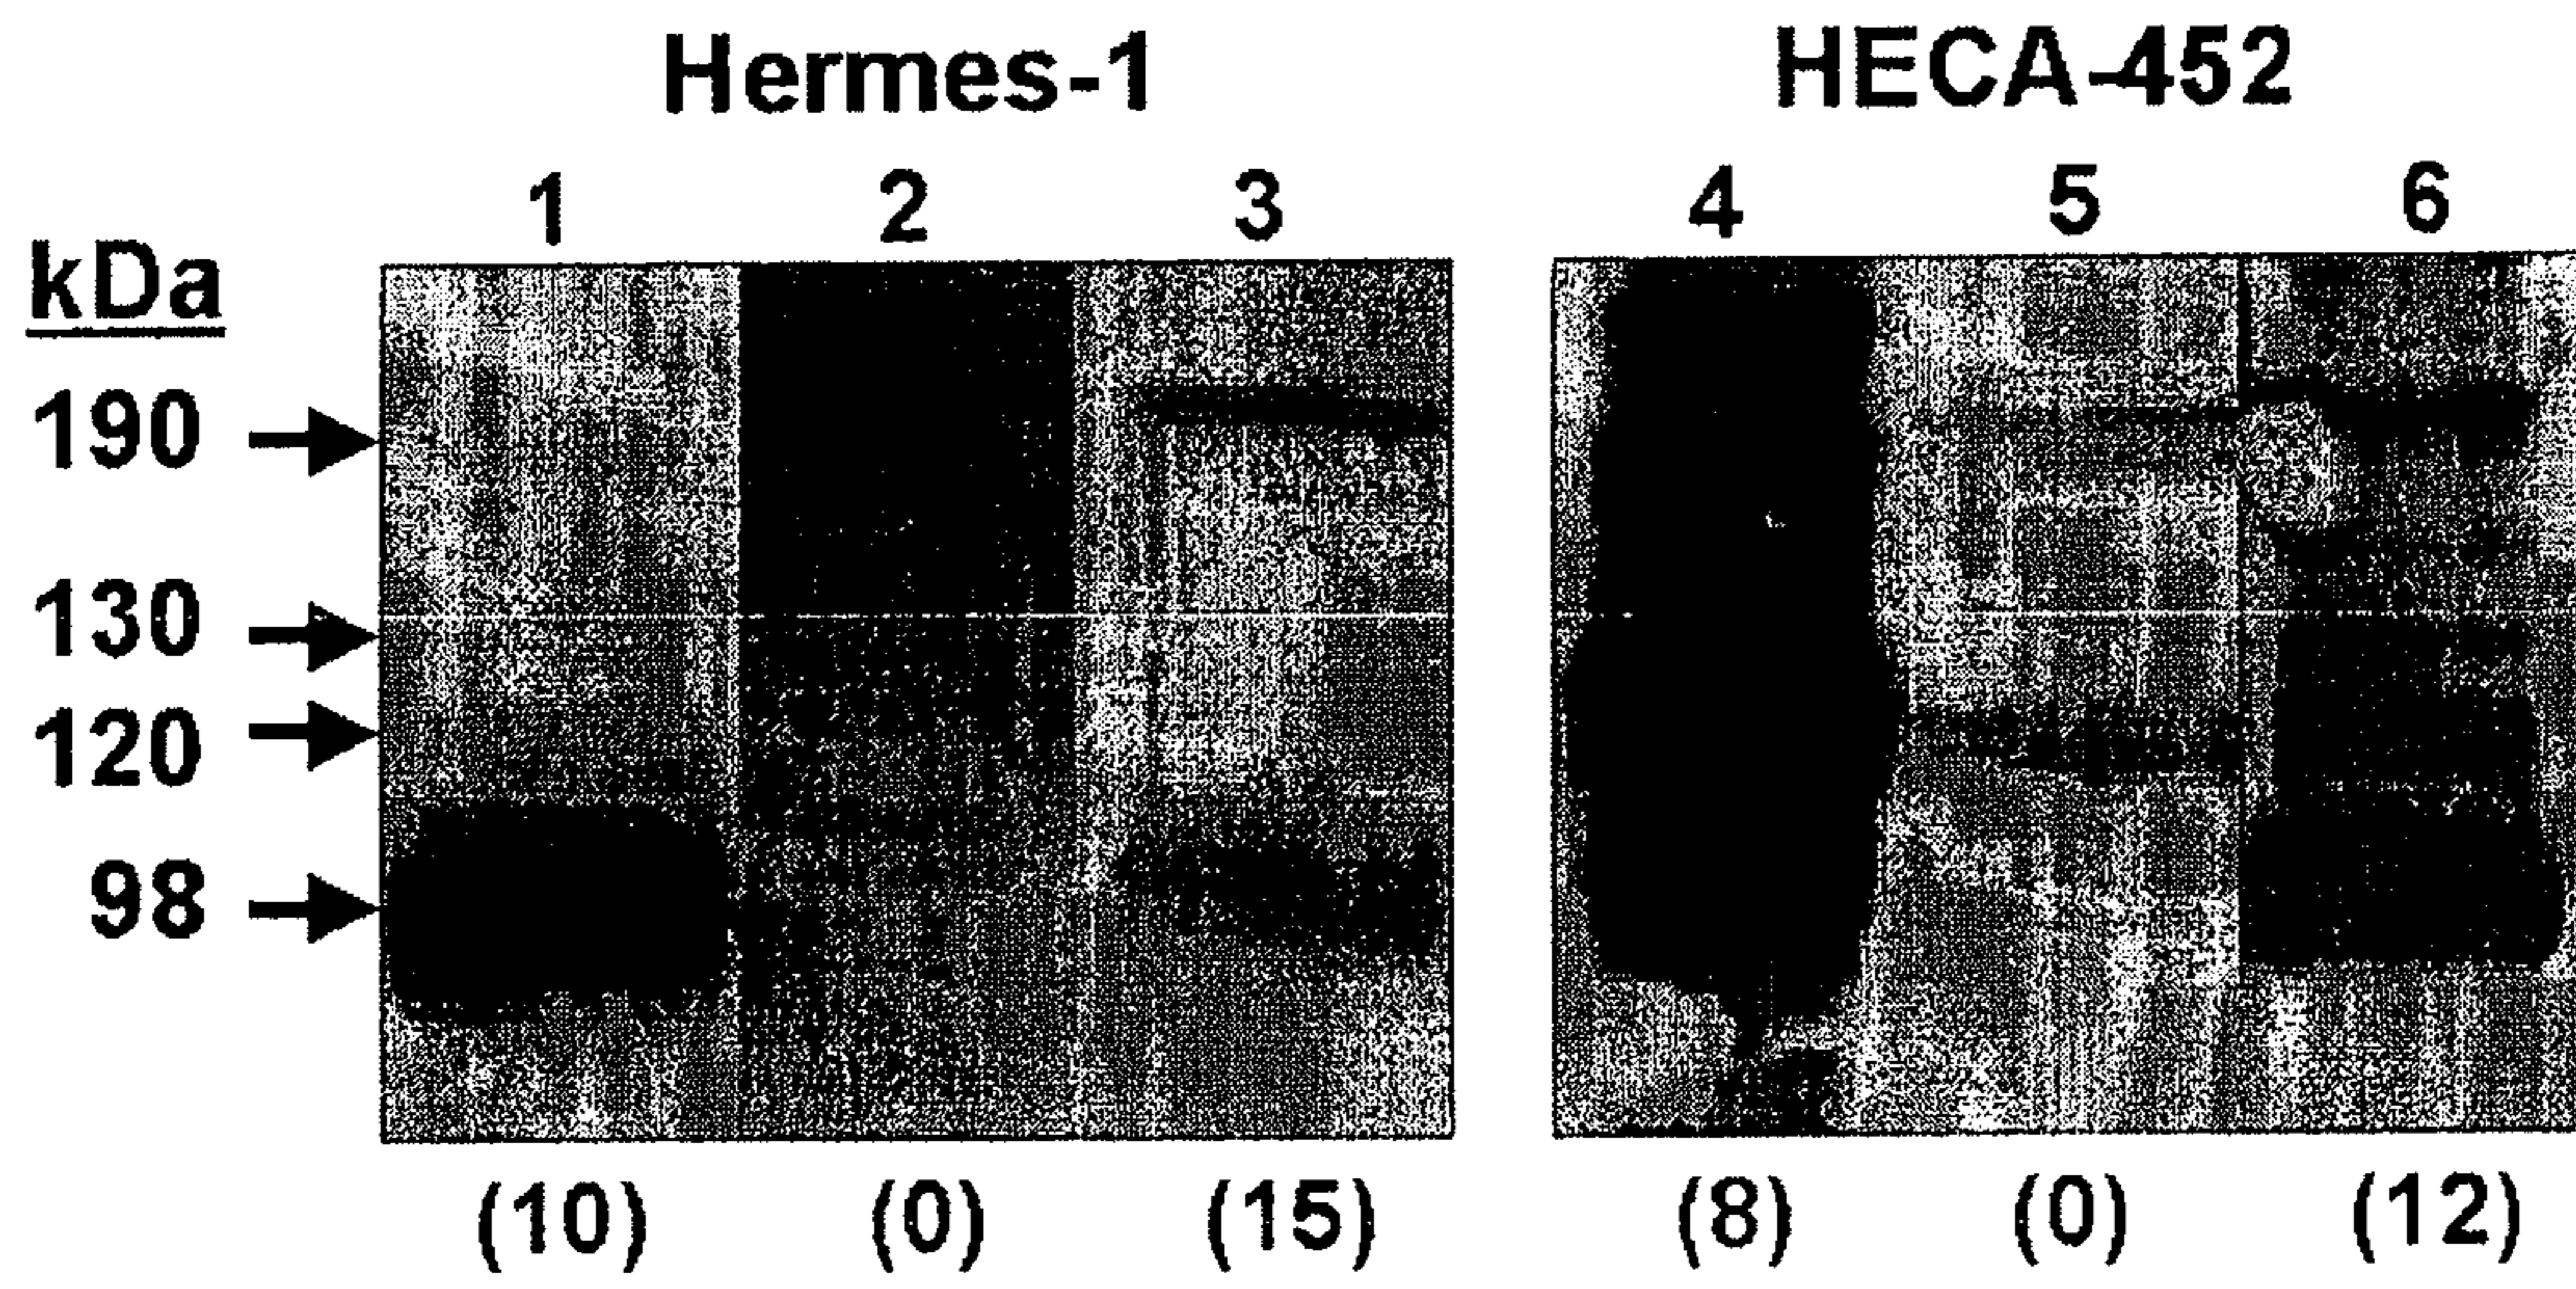 Hermes-1 HECA-452
1 2 3 4 5 6
kDa
190
130
120
98
(10) (0) (15) (8) (0) (12)